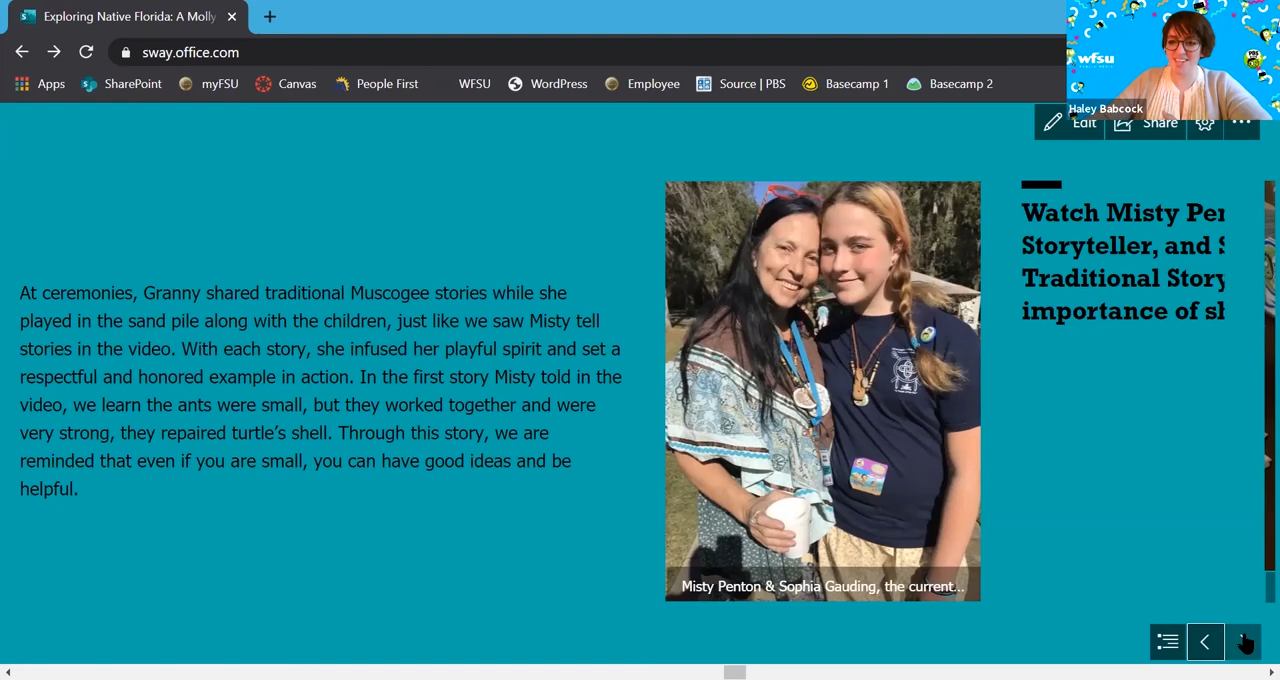 Exploring Native Florida: A Molly
sway.office.com
wfsu
PBS
Haley Babcock
Apps SharePoint myFSU Canvas People First WFSU WordPress Employee Source | PBS Basecamp 1 Basecamp 2
Edit Share
At ceremonies, Granny shared traditional Muscogee stories while she
played in the sand pile along with the children, just like we saw Misty tell
stories in the video. With each story, she infused her playful spirit and set a
respectful and honored example in action. In the first story Misty told in the
video, we learn the ants were small, but they worked together and were
very strong, they repaired turtle’s shell. Through this story, we are
reminded that even if you are small, you can have good ideas and be
helpful.
Misty Penton & Sophia Gauding, the current...
Watch Misty Per
Storyteller, and S
Traditional Story
importance of sh